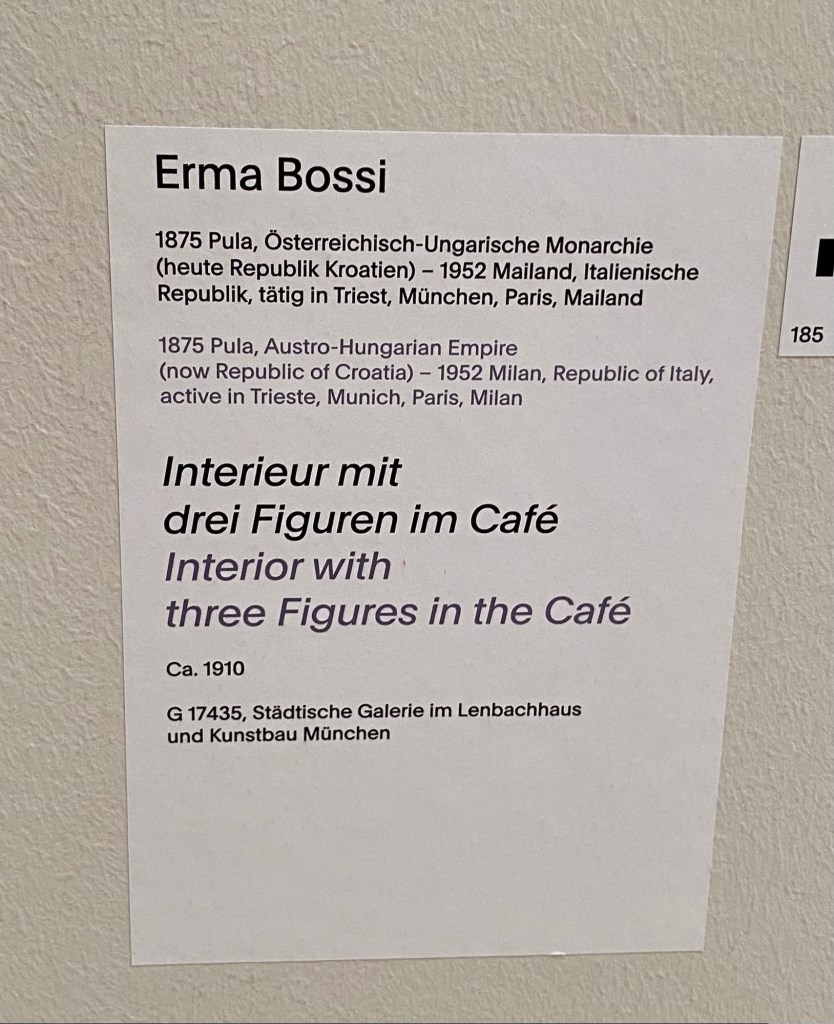 Erma Bossi
1875 Pula, Österreichisch-Ungarische Monarchie
(heute Republik Kroatien) – 1952 Mailand, Italienische
Republik, tätig in Triest, München, Paris, Mailand
1875 Pula, Austro-Hungarian Empire
(now Republic of Croatia) – 1952 Milan, Republic of Italy,
active in Trieste, Munich, Paris, Milan
Interieur mit
drei Figuren im Café
Interior with
three Figures in the Café
Ca. 1910
G 17435, Städtische Galerie im Lenbachhaus
und Kunstbau München
185